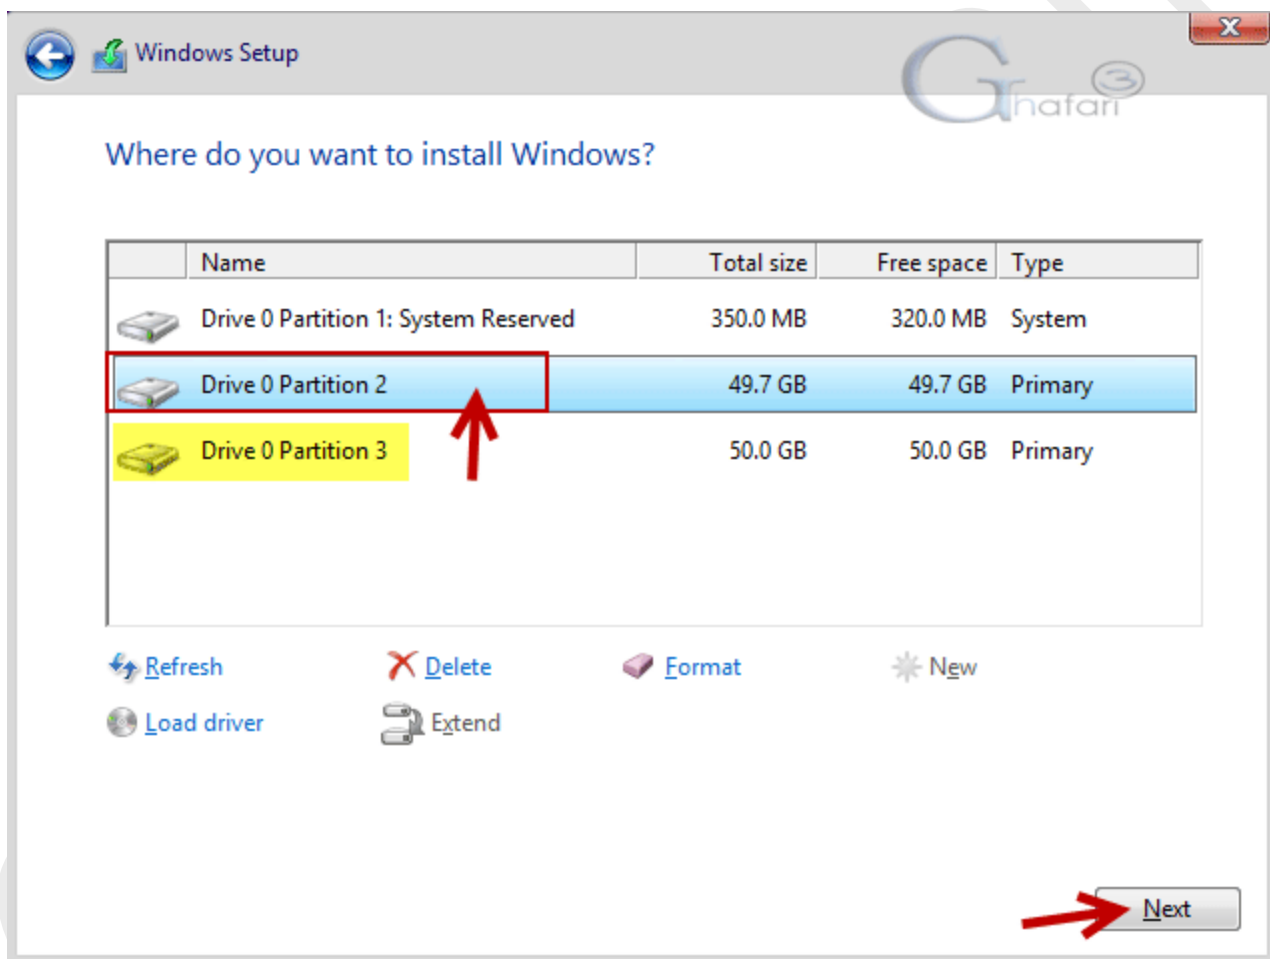 Windows Setup
X
Ghafari3
Where do you want to install Windows?
Name Total size Free space Type
Drive 0 Partition 1: System Reserved 350.0 MB 320.0 MB System
Drive 0 Partition 2 49.7 GB 49.7 GB Primary
Drive 0 Partition 3 50.0 GB 50.0 GB Primary
Refresh Delete Format New
Load driver Extend
Next